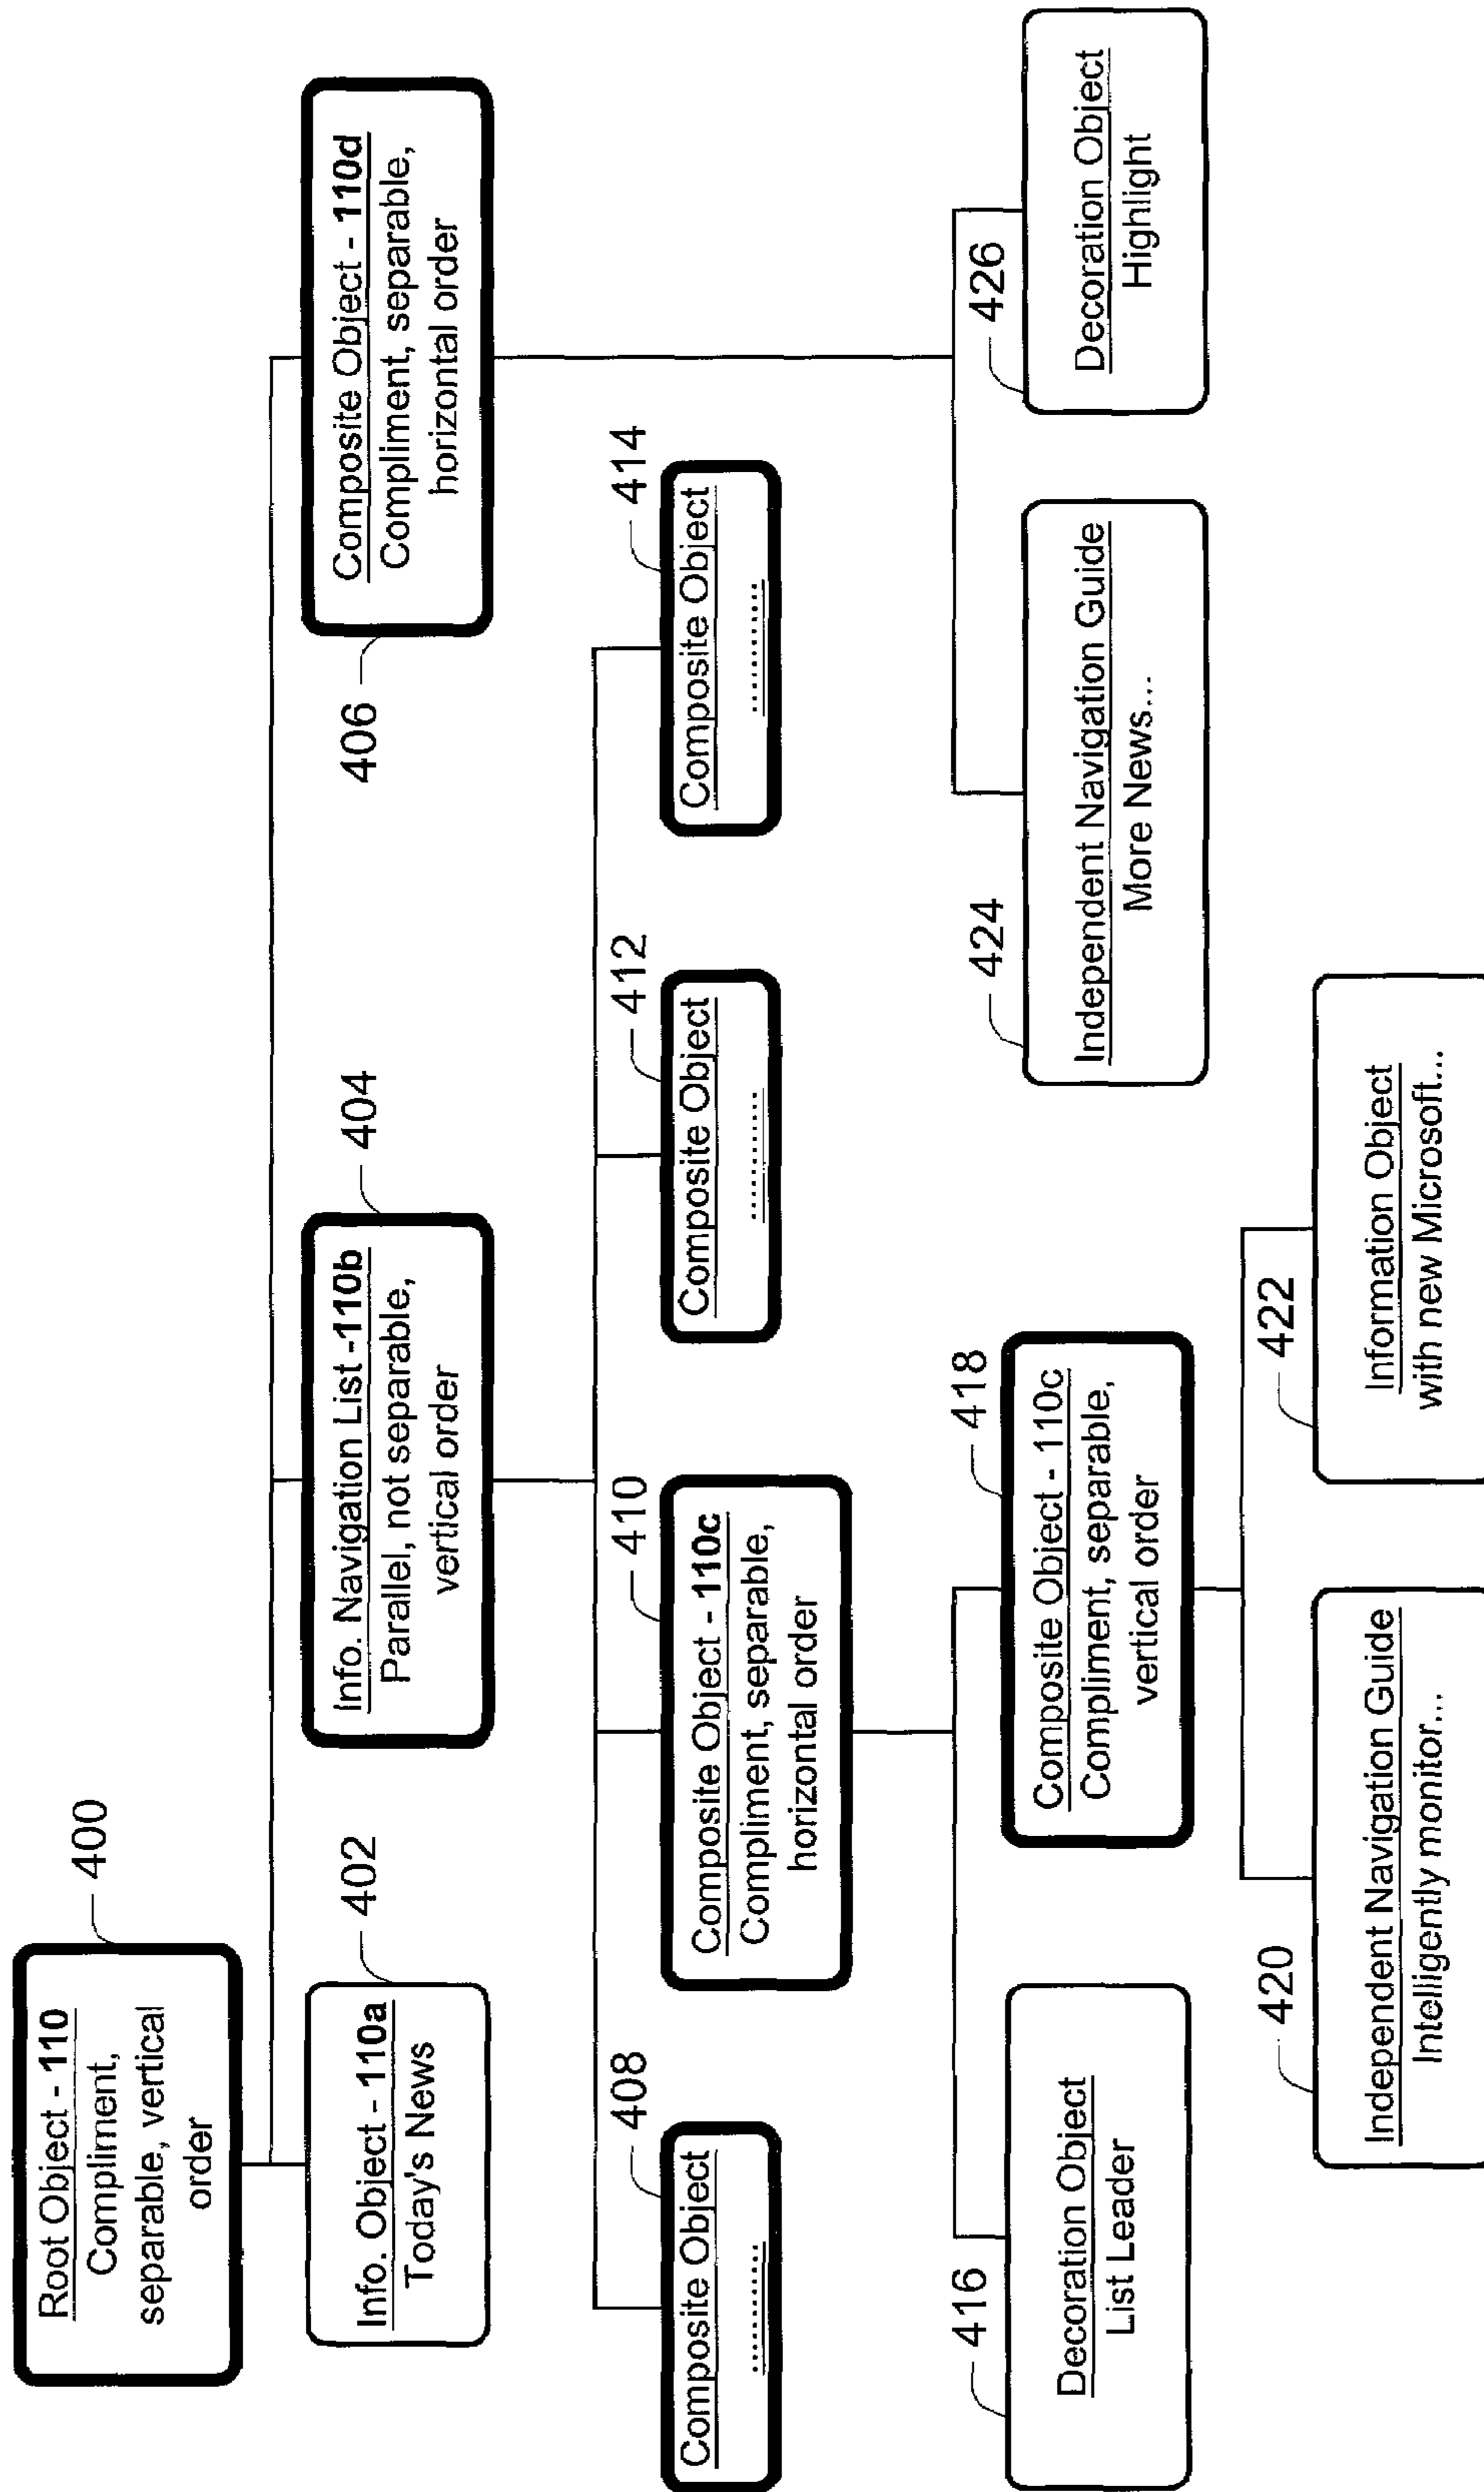 Root Object - 110
Compliment,
separable, vertical
order
400
Info. Object - 110a
Today's News
402
Info. Navigation List -110b
Parallel, not separable,
vertical order
404
Composite Object - 110d
Compliment, separable,
horizontal order
406
Composite Object
...........
408
Composite Object - 110c
Compliment, separable,
horizontal order
410
Composite Object
...........
412
Composite Object
...........
414
416
Decoration Object
List Leader
Composite Object - 110c
Compliment, separable,
vertical order
418
424
Independent Navigation Guide
More News...
426
Decoration Object
Highlight
420
Independent Navigation Guide
Intelligently monitor...
422
Information Object
with new Microsoft...